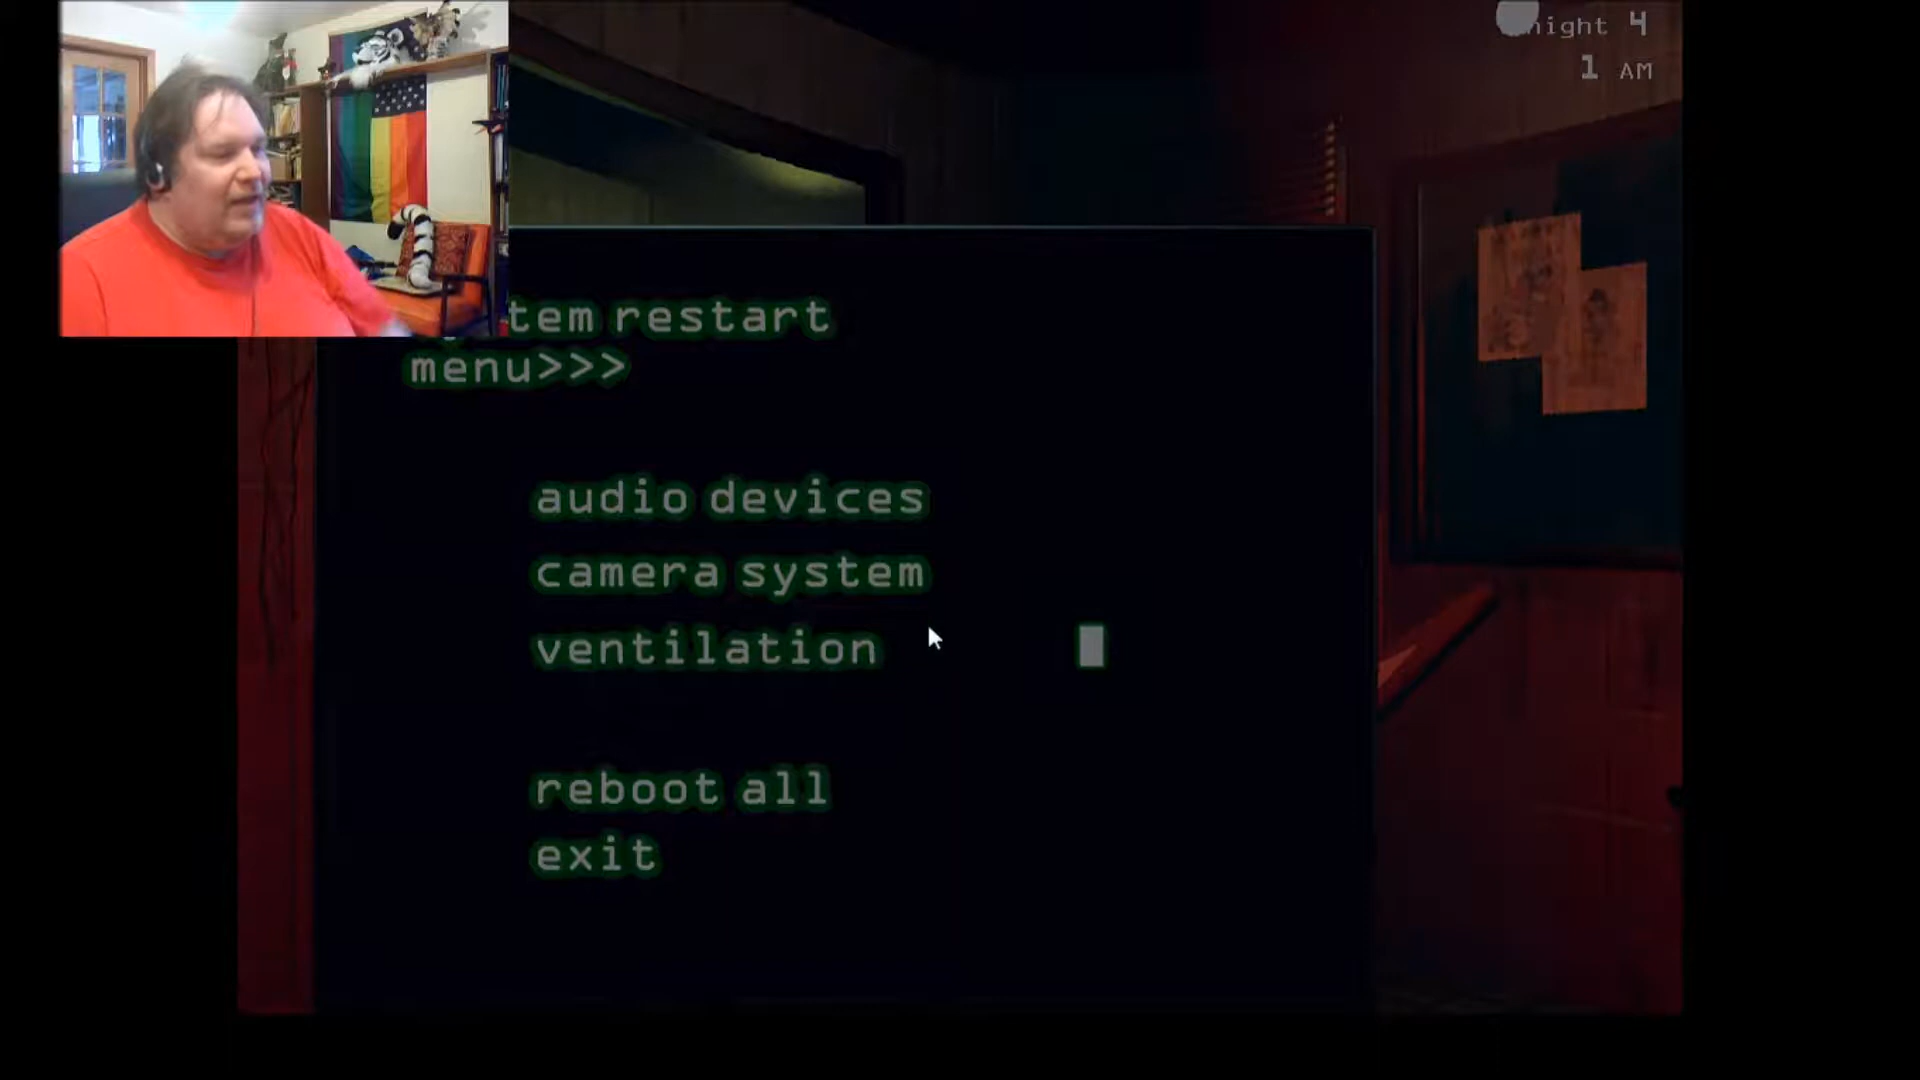 night 4
1 AM
tem restart
menu>>>
audio devices
camera system
ventilation
reboot all
exit